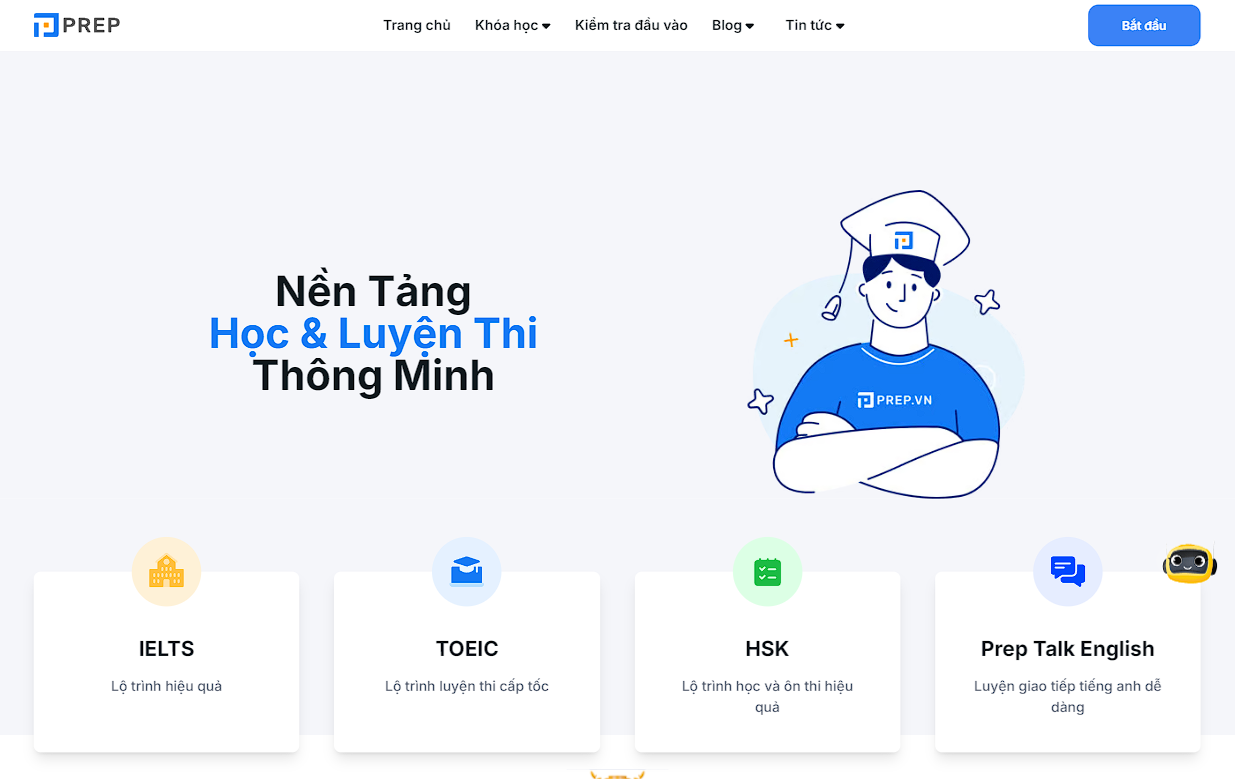 PREP
Trang chủ Khóa học Kiểm tra đầu vào Blog Tin tức Bắt đầu
Nền Tảng
Học & Luyện Thi
Thông Minh
PREP.VN
IELTS
Lộ trình hiệu quả
TOEIC
Lộ trình luyện thi cấp tốc
HSK
Lộ trình học và ôn thi hiệu
quả
Prep Talk English
Luyện giao tiếp tiếng anh dễ
dàng